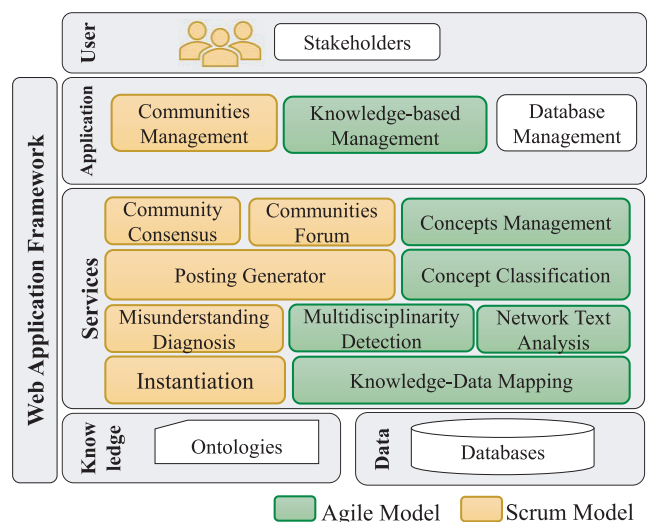 User
Stakeholders
Web Application Framework
Application
Communities
Management
Knowledge-based
Management
Database
Management
Services
Community
Consensus
Communities
Forum
Concepts Management
Posting Generator
Concept Classification
Misunderstanding
Diagnosis
Multidisciplinarity
Detection
Network Text
Analysis
Instantiation
Knowledge-Data Mapping
Know
ledge
Ontologies
Data
Databases
Agile Model
Scrum Model